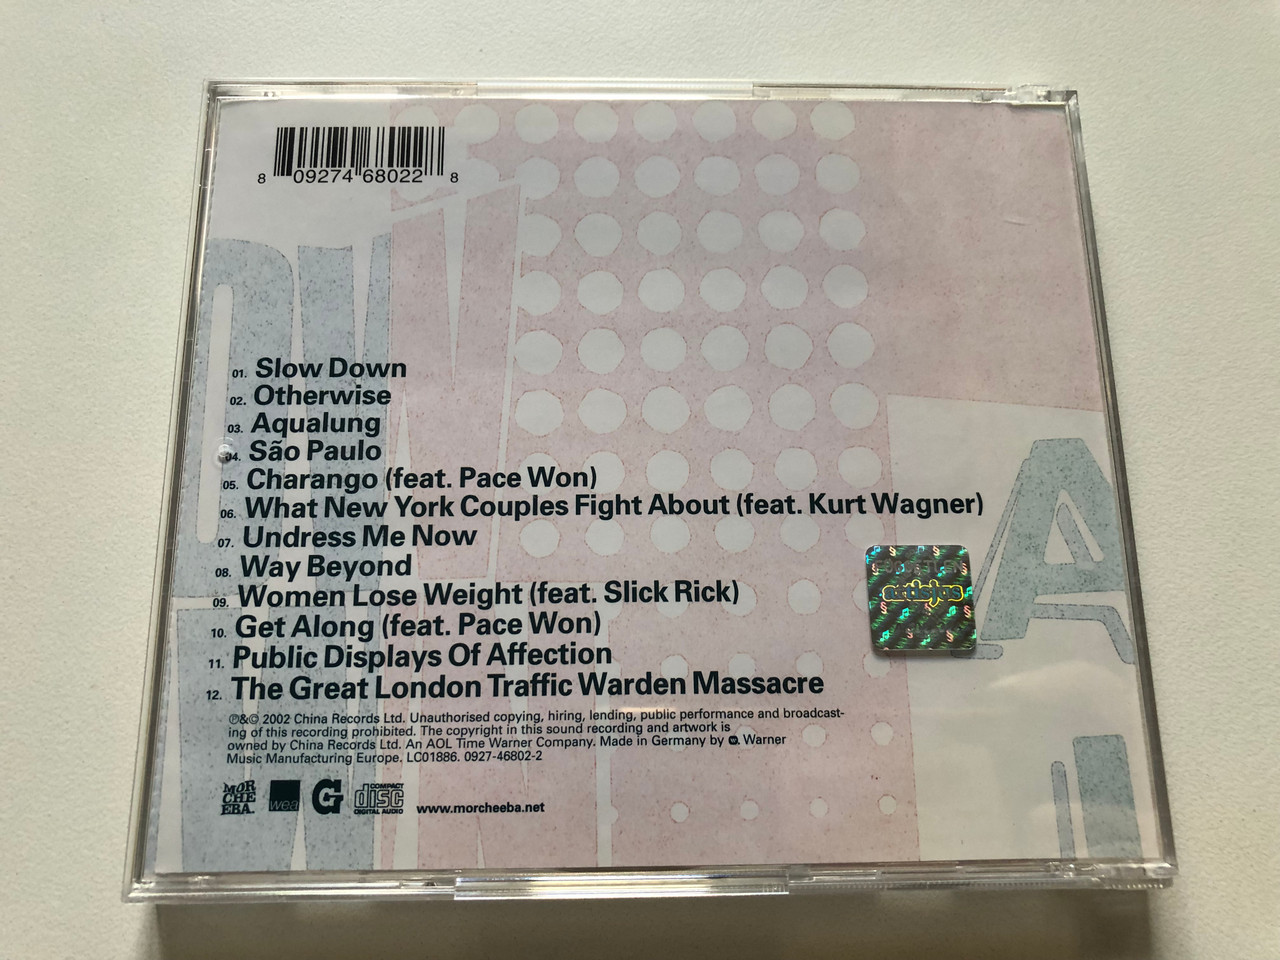 8 09274 68022 8
01. Slow Down
02. Otherwise
03. Aqualung
04. São Paulo
05. Charango (feat. Pace Won)
06. What New York Couples Fight About (feat. Kurt Wagner)
07. Undress Me Now
08. Way Beyond
09. Women Lose Weight (feat. Slick Rick)
10. Get Along (feat. Pace Won)
11. Public Displays Of Affection
12. The Great London Traffic Warden Massacre
artisjus
℗&© 2002 China Records Ltd. Unauthorised copying, hiring, lending, public performance and broadcast-
ing of this recording prohibited. The copyright in this sound recording and artwork is
owned by China Records Ltd. An AOL Time Warner Company. Made in Germany by W. Warner
Music Manufacturing Europe. LC01886. 0927-46802-2
MOR
CHE
EBA.
wea
G
COMPACT
disc
DIGITAL AUDIO
www.morcheeba.net